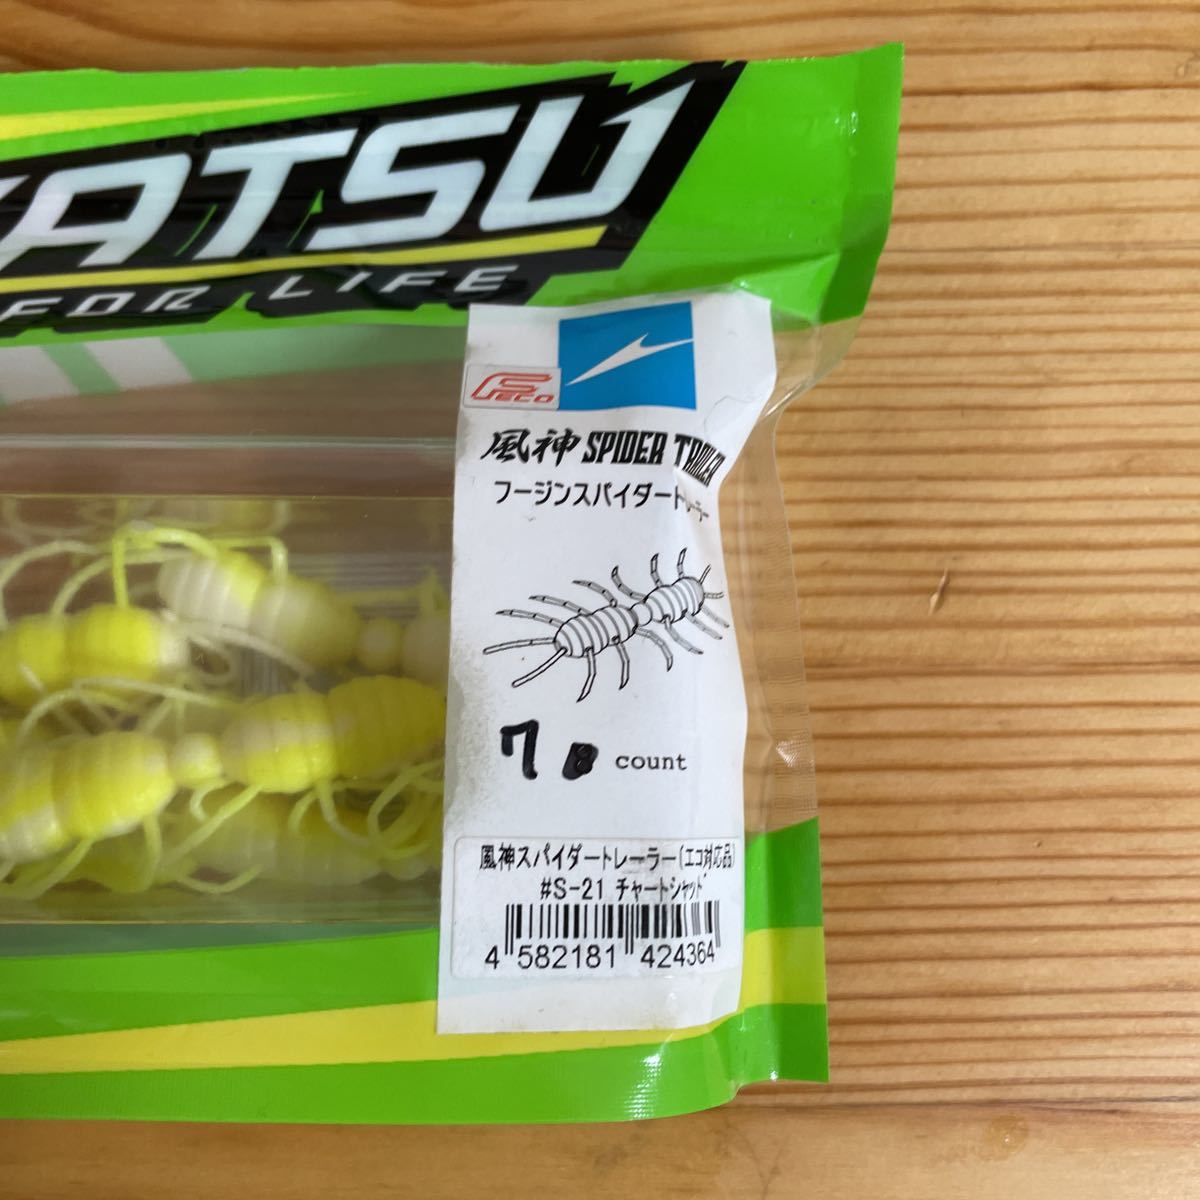 KATSU
FOR LIFE
FECO
風神 SPIDER TRAILER
フージンスパイダートレーラー
7 8 count
風神スパイダートレーラー(エコ対応品)
#S-21 チャートシャッド
4 582181 424364